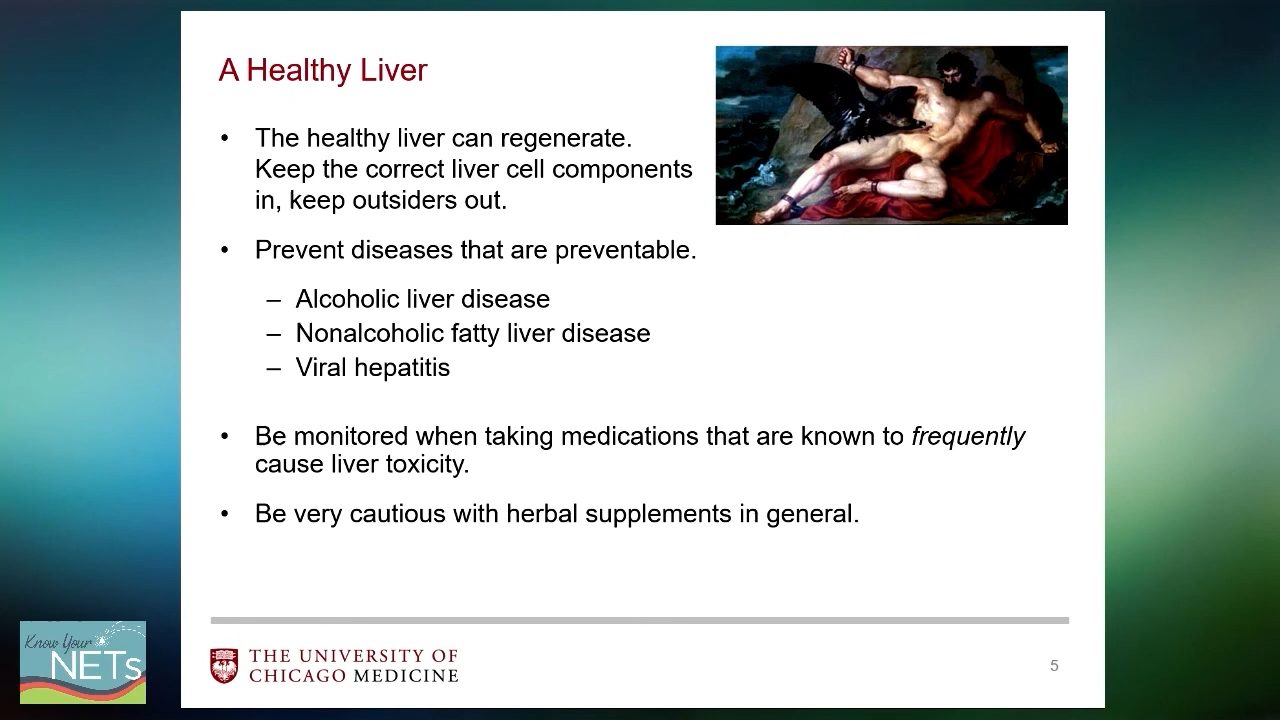 A Healthy Liver
• The healthy liver can regenerate.
Keep the correct liver cell components
in, keep outsiders out.
• Prevent diseases that are preventable.
– Alcoholic liver disease
– Nonalcoholic fatty liver disease
– Viral hepatitis
• Be monitored when taking medications that are known to frequently
cause liver toxicity.
• Be very cautious with herbal supplements in general.
Know Your
NETs
THE UNIVERSITY OF
CHICAGO MEDICINE
5